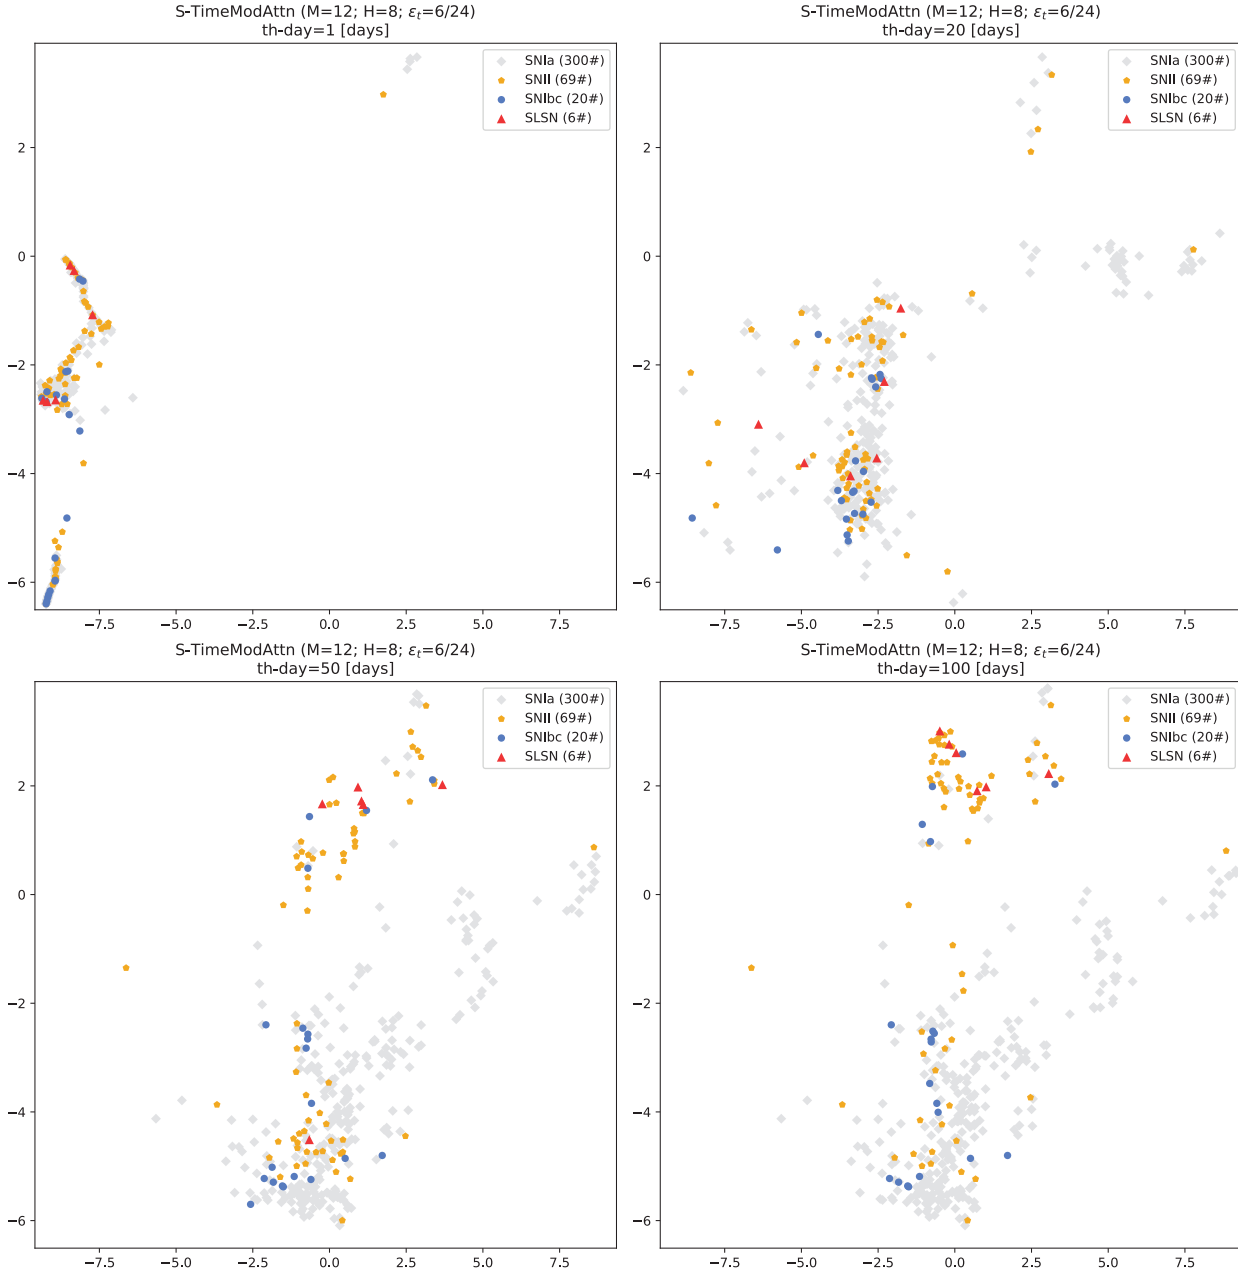 S-TimeModAttn (M=12; H=8; εt=6/24)
th-day=1 [days]
SNIa (300#)
SNII (69#)
SNIbc (20#)
SLSN (6#)
2
0
−2
−4
−6
−7.5 −5.0 −2.5 0.0 2.5 5.0 7.5
S-TimeModAttn (M=12; H=8; εt=6/24)
th-day=20 [days]
SNIa (300#)
SNII (69#)
SNIbc (20#)
SLSN (6#)
2
0
−2
−4
−6
−7.5 −5.0 −2.5 0.0 2.5 5.0 7.5
S-TimeModAttn (M=12; H=8; εt=6/24)
th-day=50 [days]
SNIa (300#)
SNII (69#)
SNIbc (20#)
SLSN (6#)
2
0
−2
−4
−6
−7.5 −5.0 −2.5 0.0 2.5 5.0 7.5
S-TimeModAttn (M=12; H=8; εt=6/24)
th-day=100 [days]
SNIa (300#)
SNII (69#)
SNIbc (20#)
SLSN (6#)
2
0
−2
−4
−6
−7.5 −5.0 −2.5 0.0 2.5 5.0 7.5